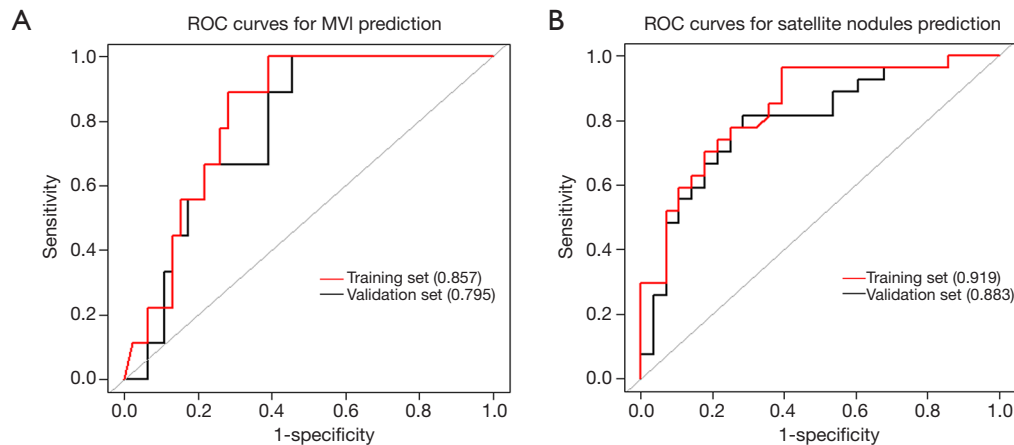 A
ROC curves for MVI prediction
1.0
0.8
0.6
0.4
0.2
0.0
Sensitivity
Training set (0.857)
Validation set (0.795)
0.0 0.2 0.4 0.6 0.8 1.0
1-specificity
B
ROC curves for satellite nodules prediction
1.0
0.8
0.6
0.4
0.2
0.0
Sensitivity
Training set (0.919)
Validation set (0.883)
0.0 0.2 0.4 0.6 0.8 1.0
1-specificity